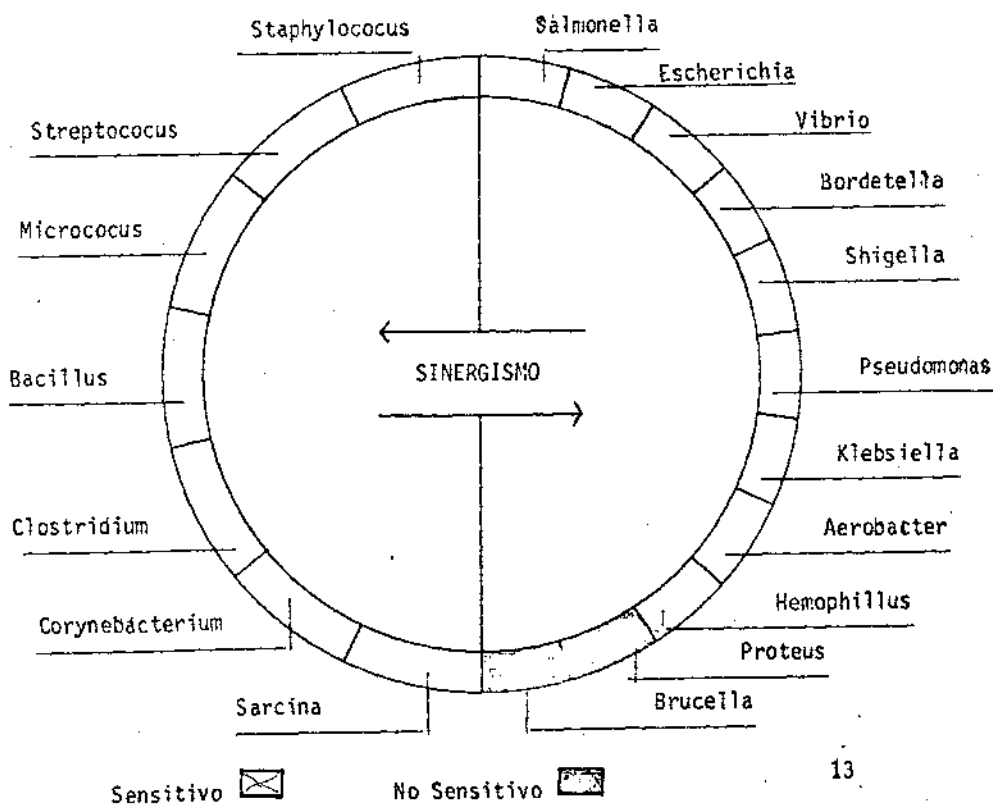 Staphylococus
Salmonella
Escherichia
Streptococus
Vibrio
Bordetella
Micrococus
Shigella
SINERGISMO
Bacillus
Pseudomonas
Klebsiella
Clostridium
Aerobacter
Corynebacterium
Hemophillus
Proteus
Sarcina
Brucella
13
Sensitivo
No Sensitivo